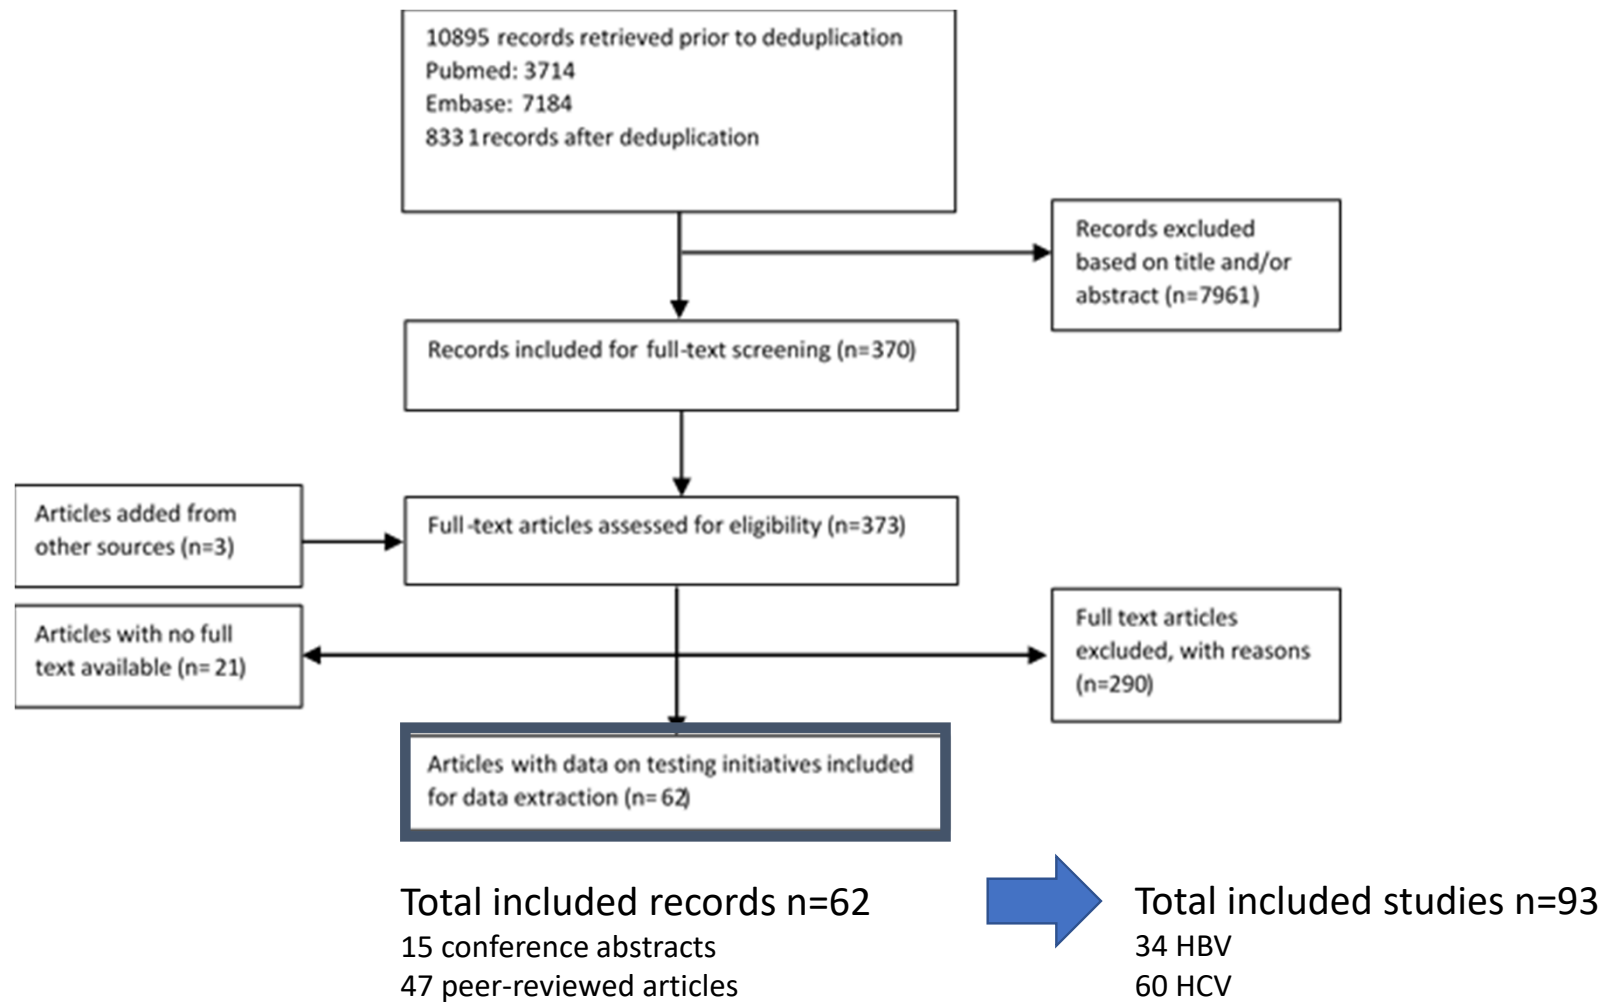 10895 records retrieved prior to deduplication
Pubmed: 3714
Embase: 7184
8331 records after deduplication
Records excluded
based on title and/or
abstract (n=7961)
Records included for full-text screening (n=370)
Articles added from
other sources (n=3)
Full-text articles assessed for eligibility (n=373)
Articles with no full
text available (n= 21)
Full text articles
excluded, with reasons
(n=290)
Articles with data on testing initiatives included
for data extraction (n= 62)
Total included records n=62
15 conference abstracts
47 peer-reviewed articles
Total included studies n=93
34 HBV
60 HCV